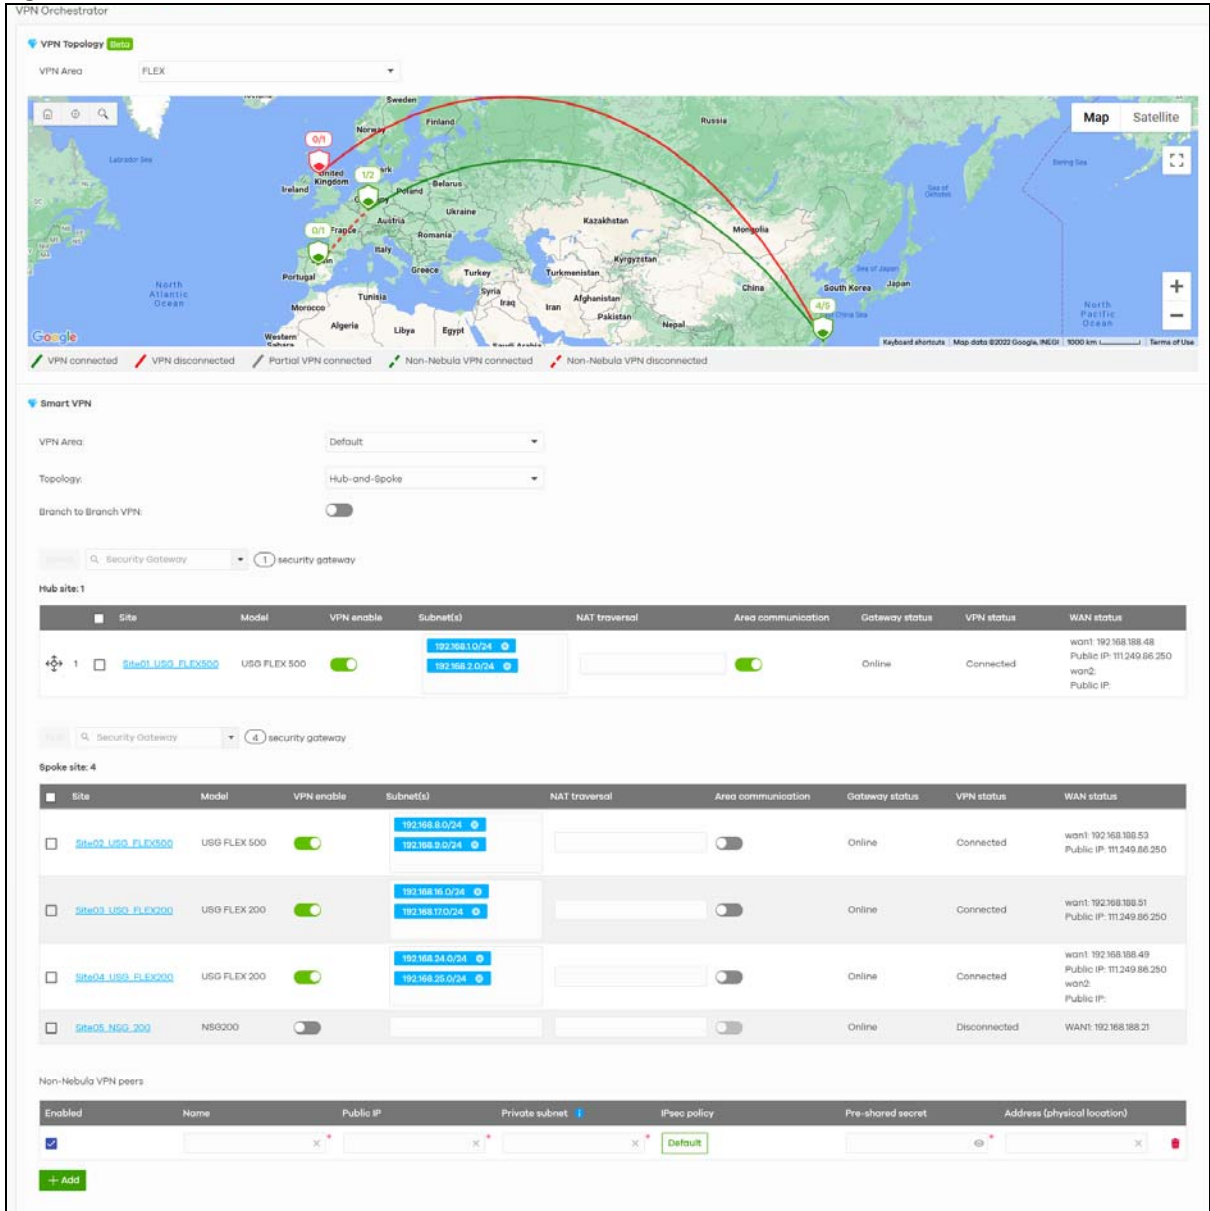 VPN Orchestrator
VPN Topology Beta
VPN Area FLEX
Map Satellite
Sweden
Finland
Norway
Russia
Labrador Sea
Bering Sea
0/1
United Kingdom
1/2
Ireland
Poland
Belarus
Ukraine
Austria
0/1
France
Romania
Italy
Kazakhstan
Mongolia
Kyrgyzstan
Portugal
Greece
Turkey
Turkmenistan
China
South Korea
Japan
Sea of Japan
North Atlantic Ocean
Tunisia
Syria
Iraq
Iran
Afghanistan
Pakistan
Nepal
4/5
East China Sea
North Pacific Ocean
Morocco
Algeria
Libya
Egypt
Western Sahara
Saudi Arabia
Google
Keyboard shortcuts Map data ©2022 Google, INEGI 1000 km Terms of Use
VPN connected VPN disconnected Partial VPN connected Non-Nebula VPN connected Non-Nebula VPN disconnected
Smart VPN
VPN Area: Default
Topology: Hub-and-Spoke
Branch to Branch VPN:
Security Gateway 1 security gateway
Hub site: 1
Site Model VPN enable Subnet(s) NAT traversal Area communication Gateway status VPN status WAN status
1 Site01_USG_FLEX500 USG FLEX 500 192.168.1.0/24 192.168.2.0/24 Online Connected wan1: 192.168.188.48
Public IP: 111.249.86.250
wan2:
Public IP:
Security Gateway 4 security gateway
Spoke site: 4
Site Model VPN enable Subnet(s) NAT traversal Area communication Gateway status VPN status WAN status
Site02_USG_FLEX500 USG FLEX 500 192.168.8.0/24 192.168.9.0/24 Online Connected wan1: 192.168.188.53
Public IP: 111.249.86.250
Site03_USG_FLEX200 USG FLEX 200 192.168.16.0/24 192.168.17.0/24 Online Connected wan1: 192.168.188.51
Public IP: 111.249.86.250
Site04_USG_FLEX200 USG FLEX 200 192.168.24.0/24 192.168.25.0/24 Online Connected wan1: 192.168.188.49
Public IP: 111.249.86.250
wan2:
Public IP:
Site05_NSG_200 NSG200 Online Disconnected WAN1: 192.168.188.21
Non-Nebula VPN peers
Enabled Name Public IP Private subnet IPsec policy Pre-shared secret Address (physical location)
Default
+ Add